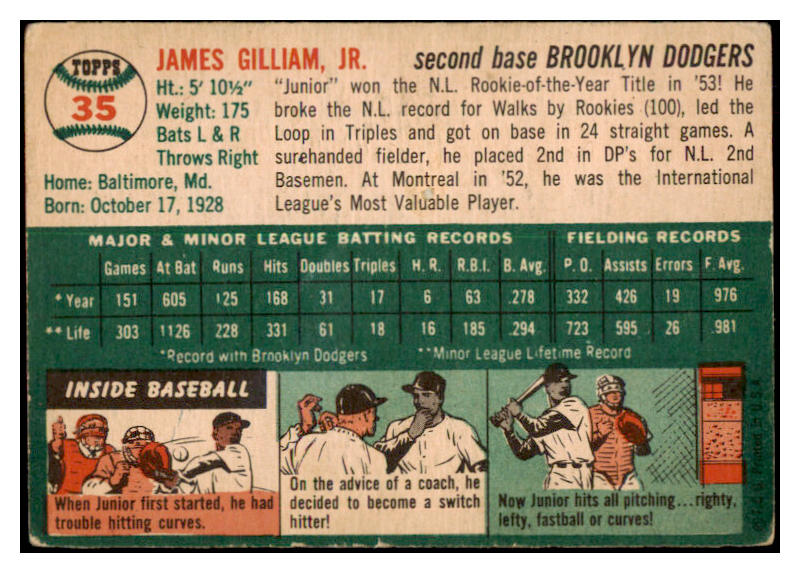 TOPPS
35
JAMES GILLIAM, JR. second base BROOKLYN DODGERS
Ht.: 5' 10½"
Weight: 175
Bats L & R
Throws Right
Home: Baltimore, Md.
Born: October 17, 1928
"Junior" won the N.L. Rookie-of-the-Year Title in '53! He
broke the N.L. record for Walks by Rookies (100), led the
Loop in Triples and got on base in 24 straight games. A
surehanded fielder, he placed 2nd in DP's for N.L. 2nd
Basemen. At Montreal in '52, he was the International
League's Most Valuable Player.
MAJOR & MINOR LEAGUE BATTING RECORDS FIELDING RECORDS
Games At Bat Runs Hits Doubles Triples H. R. R.B.I. B. Avg. P. O. Assists Errors F. Avg.
* Year 151 605 125 168 31 17 6 63 .278 332 426 19 .976
** Life 303 1126 228 331 61 18 16 185 .294 723 595 26 .981
*Record with Brooklyn Dodgers **Minor League Lifetime Record
INSIDE BASEBALL
When Junior first started, he had
trouble hitting curves.
On the advice of a coach, he
decided to become a switch
hitter!
Now Junior hits all pitching...righty,
lefty, fastball or curves!
©T.C.G. Printed in U.S.A.